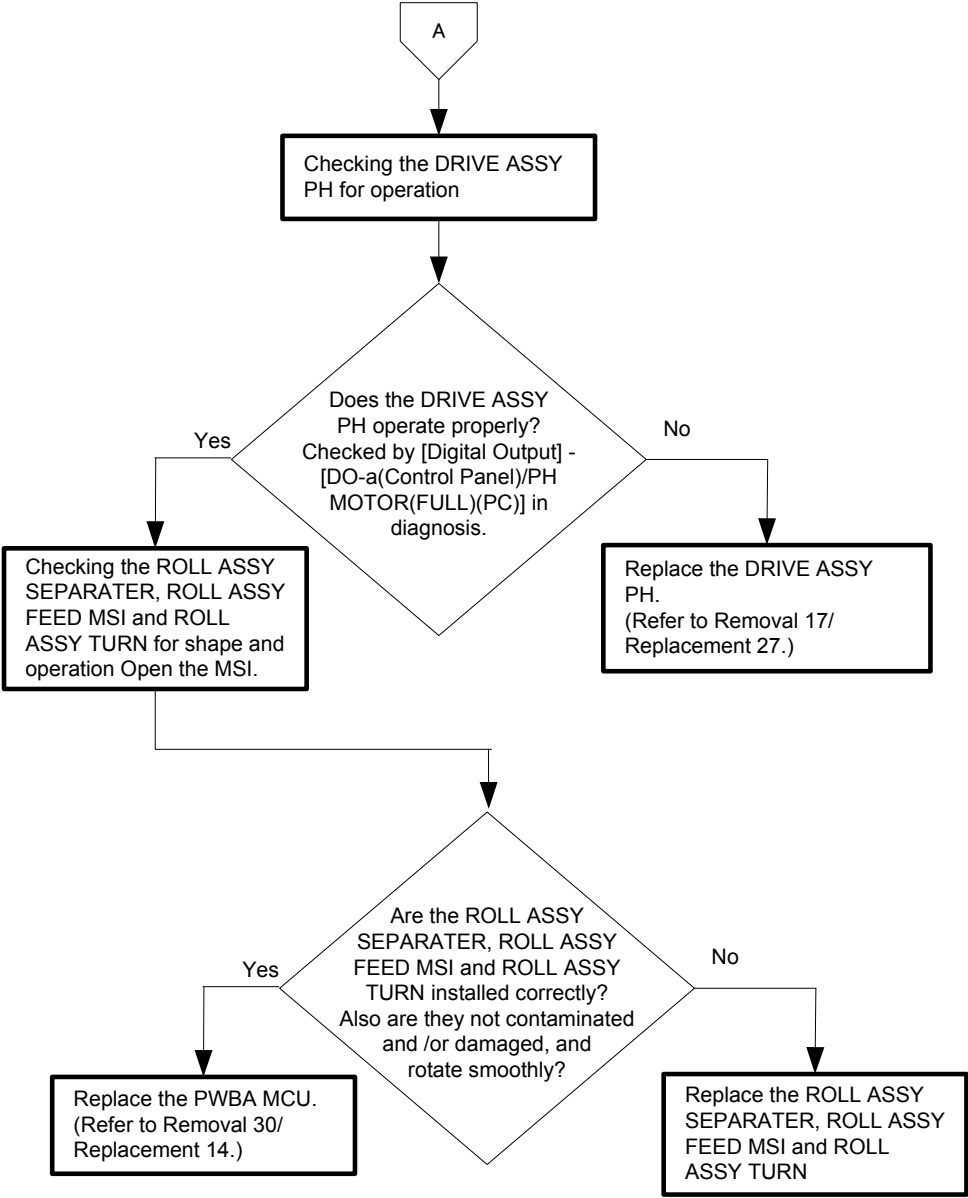 A
Checking the DRIVE ASSY
PH for operation
Does the DRIVE ASSY
PH operate properly?
Checked by [Digital Output] -
[DO-a(Control Panel)/PH
MOTOR(FULL)(PC)] in
diagnosis.
Yes
No
Checking the ROLL ASSY
SEPARATER, ROLL ASSY
FEED MSI and ROLL
ASSY TURN for shape and
operation Open the MSI.
Replace the DRIVE ASSY
PH.
(Refer to Removal 17/
Replacement 27.)
Are the ROLL ASSY
SEPARATER, ROLL ASSY
FEED MSI and ROLL ASSY
TURN installed correctly?
Also are they not contaminated
and /or damaged, and
rotate smoothly?
Yes
No
Replace the PWBA MCU.
(Refer to Removal 30/
Replacement 14.)
Replace the ROLL ASSY
SEPARATER, ROLL ASSY
FEED MSI and ROLL
ASSY TURN